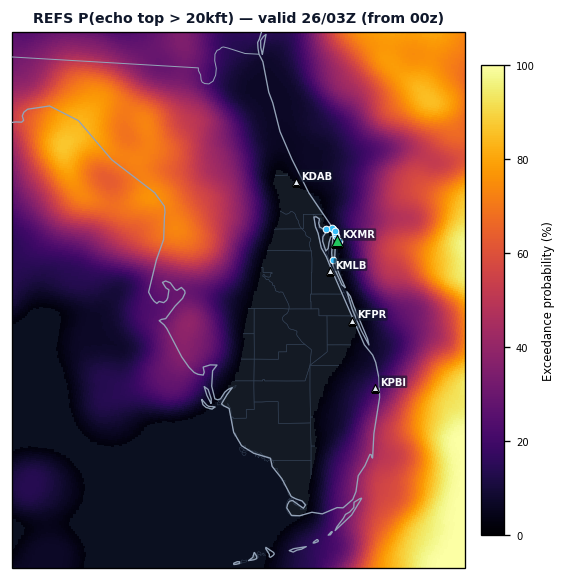 REFS P(echo top > 20kft) — valid 26/03Z (from 00z)
KDAB
KXMR
KMLB
KFPR
KPBI
100
80
60
40
20
0
Exceedance probability (%)